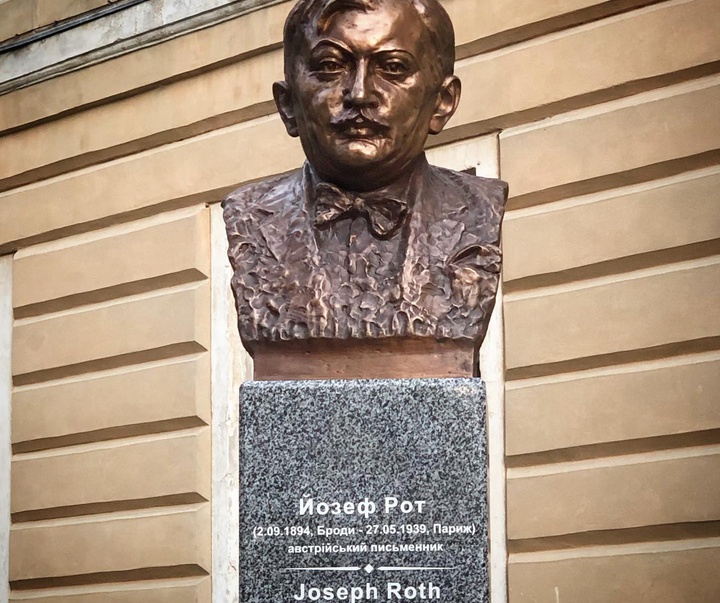 Йозеф Рот
(2.09.1894, Броди - 27.05.1939, Париж)
австрійський письменник
Joseph Roth